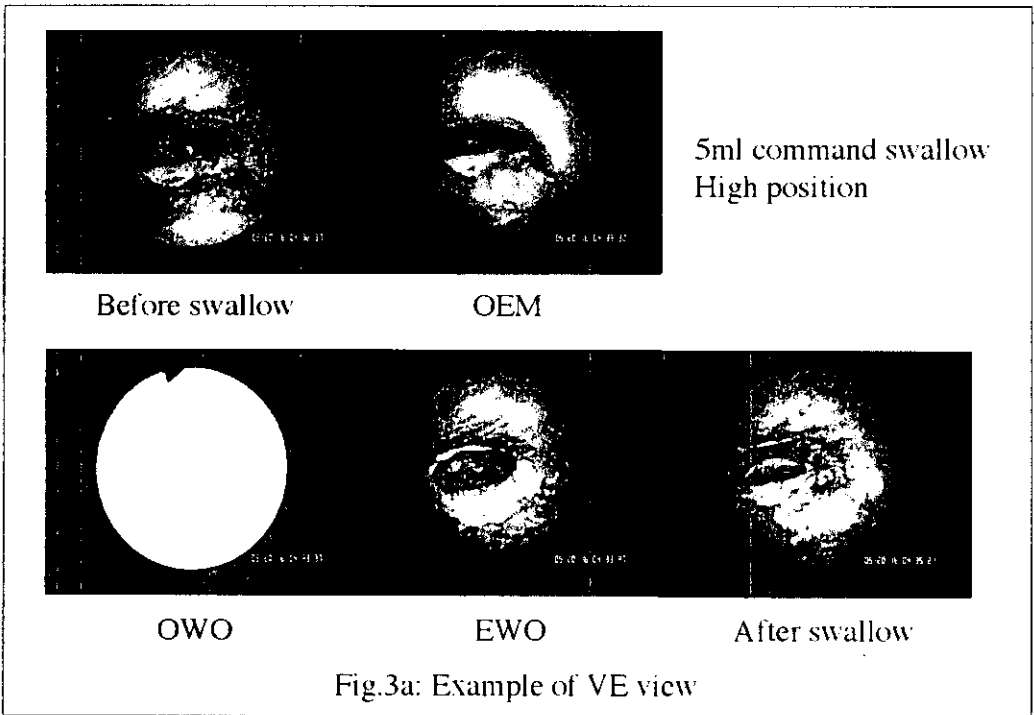 5ml command swallow
High position
Before swallow
OEM
OWO
EWO
After swallow
Fig.3a: Example of VE view